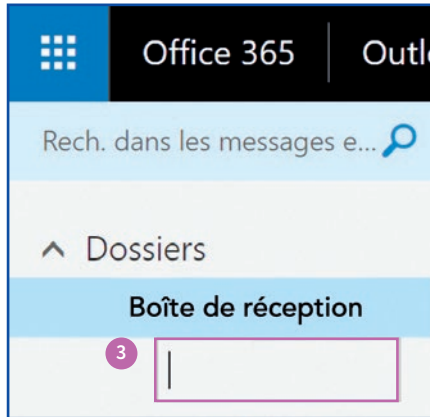 Office 365 Outl
Rech. dans les messages e...
Dossiers
Boîte de réception
3